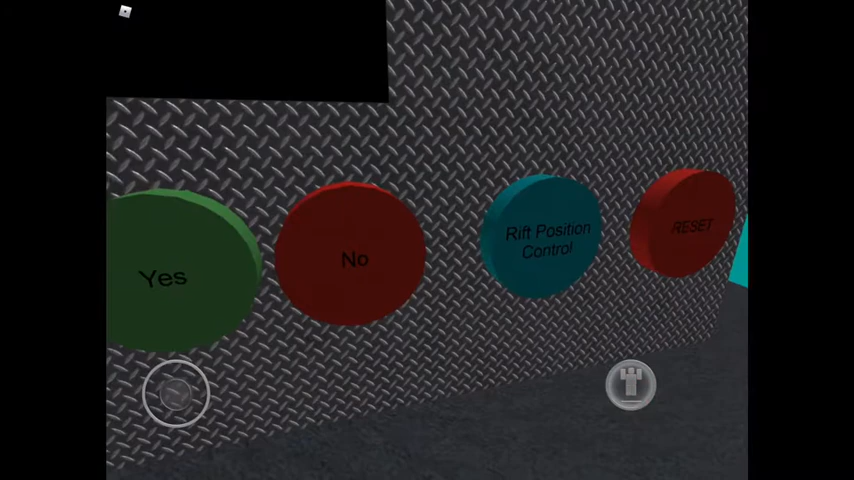 Yes
No
Rift Position
Control
RESET